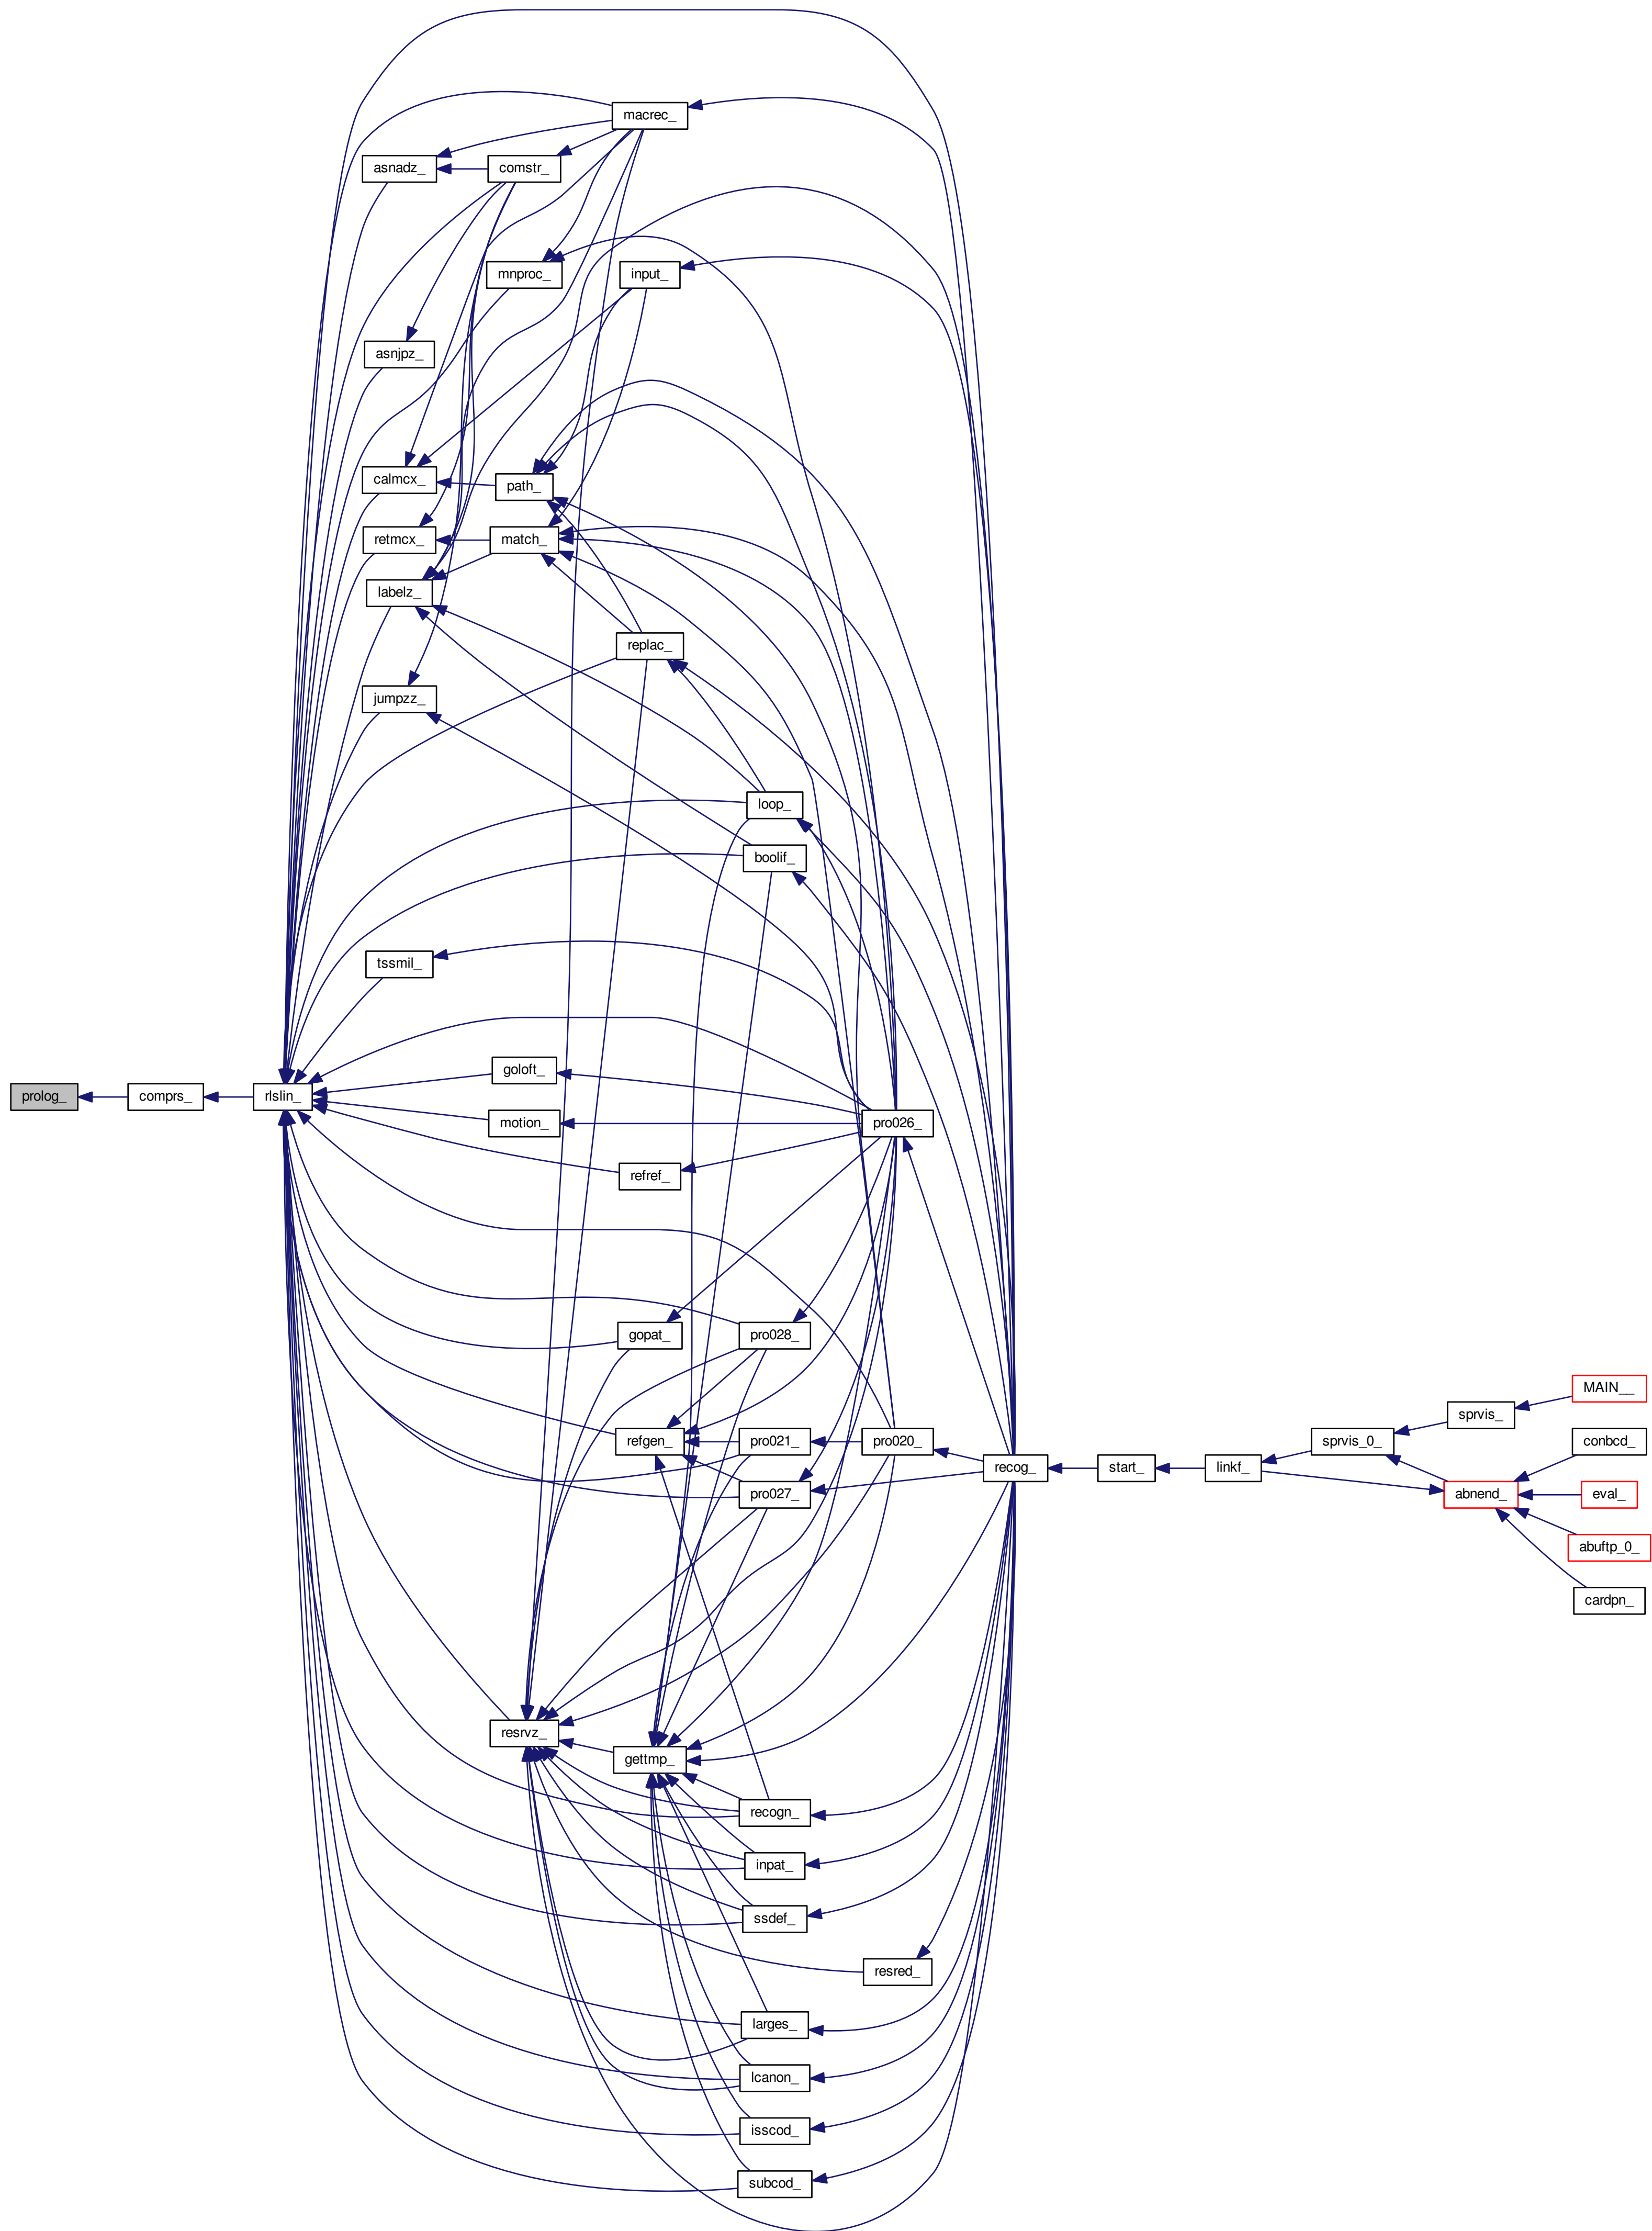 macrec_
asnadz_
comstr_
mnproc_
input_
asnjpz_
calmcx_
path_
retmcx_
match_
labelz_
replac_
jumpzz_
loop_
boolif_
tssmil_
goloft_
prolog_
comprs_
rlslin_
motion_
pro026_
refref_
gopat_
pro028_
MAIN__
sprvis_
refgen_
pro021_
pro020_
sprvis_0_
conbcd_
recog_
start_
linkf_
pro027_
abnend_
eval_
abuftp_0_
cardpn_
resrvz_
gettmp_
recogn_
inpat_
ssdef_
resred_
larges_
lcanon_
isscod_
subcod_